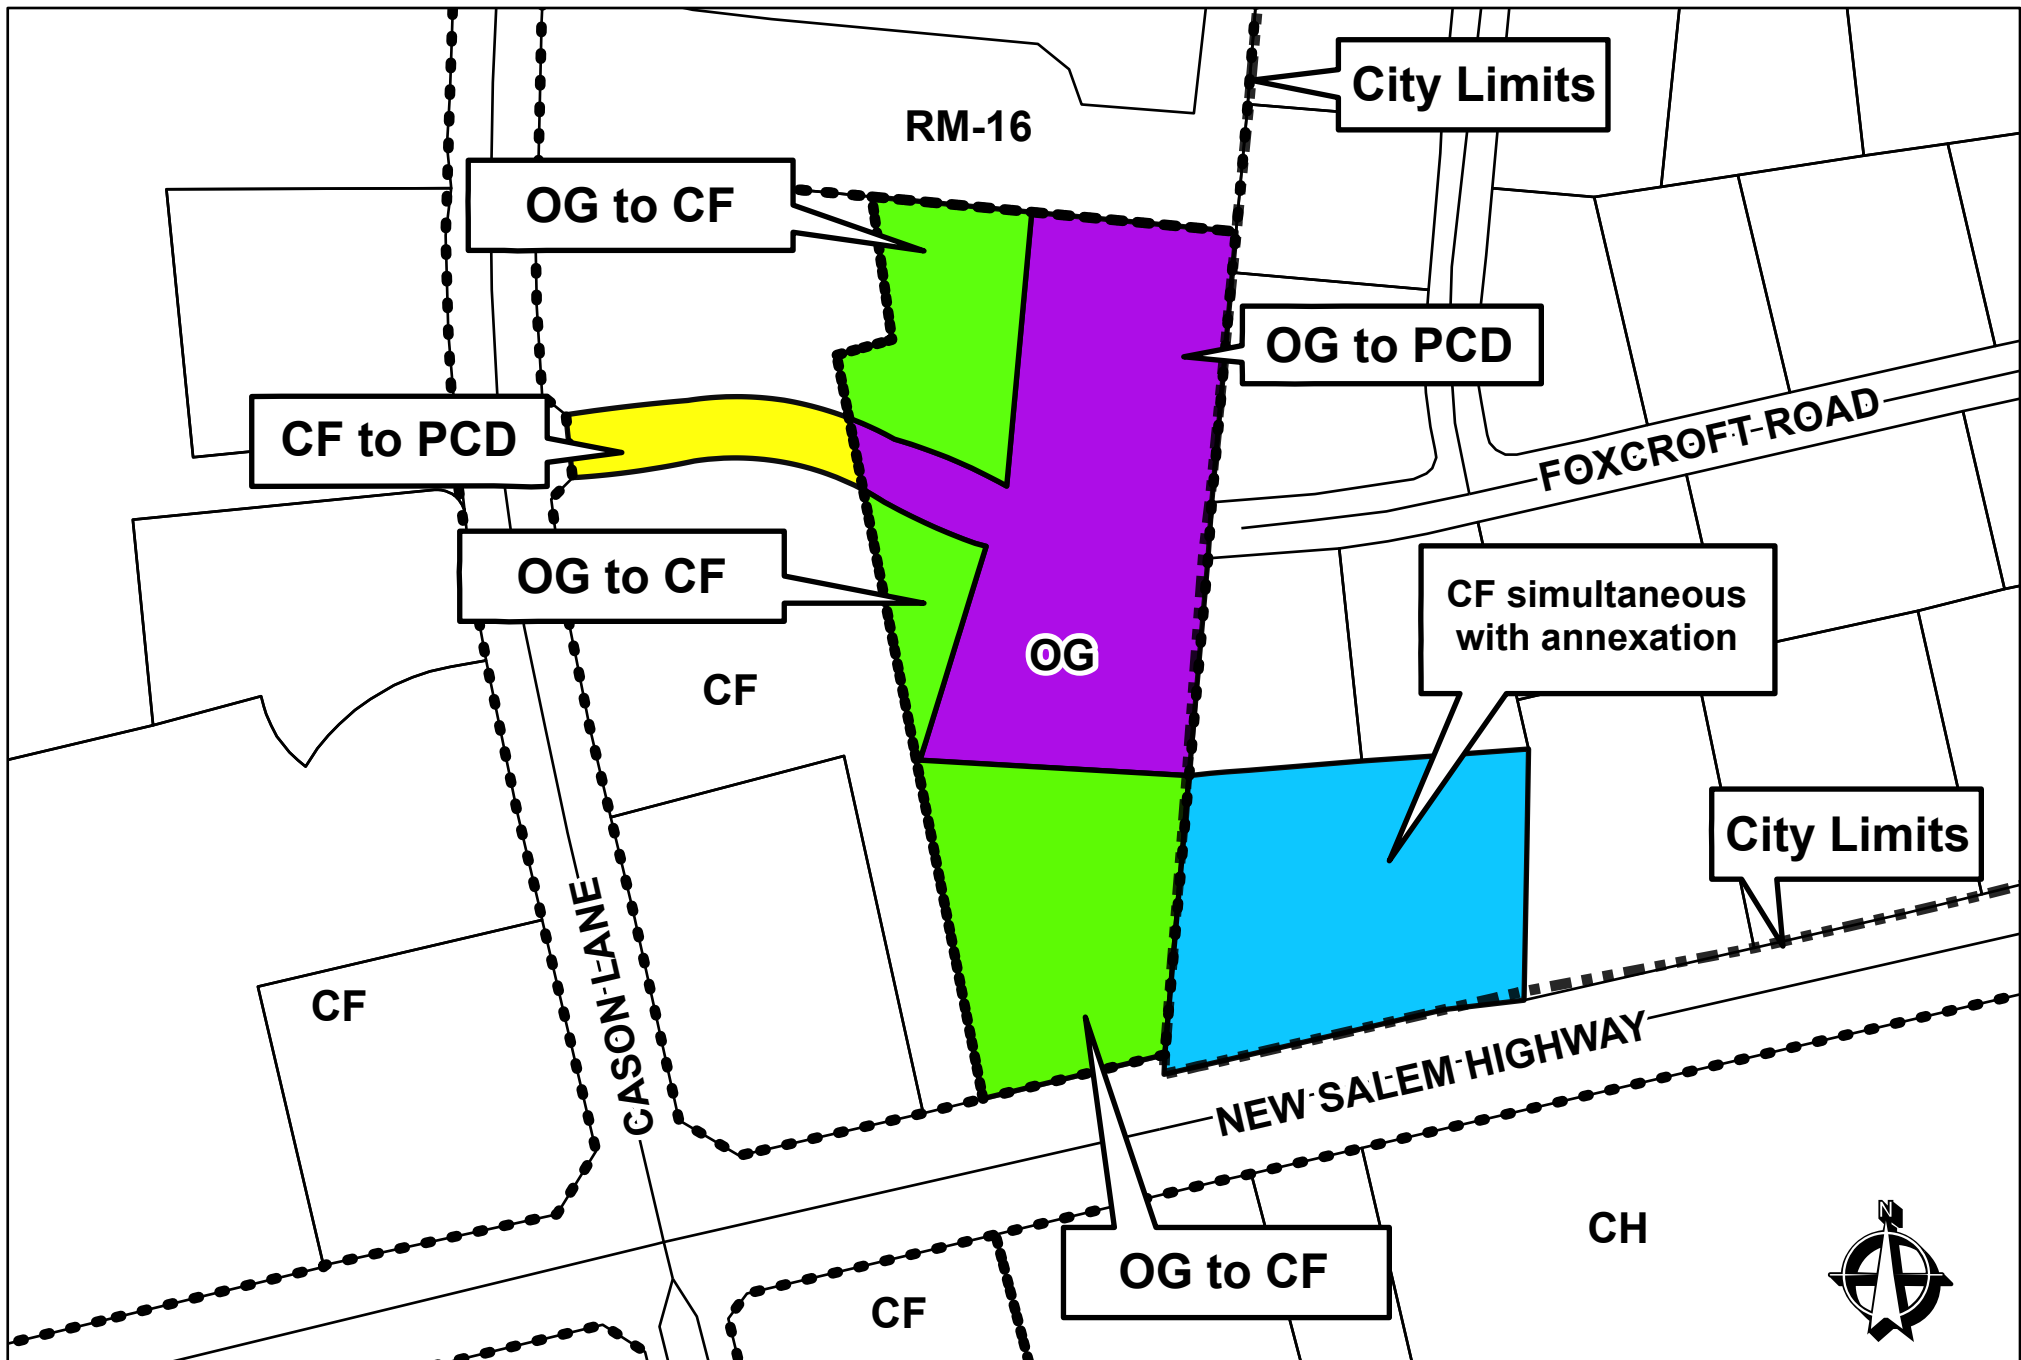 City Limits
RM-16
OG to CF
OG to PCD
CF to PCD
FOXCROFT ROAD
OG to CF
CF simultaneous
with annexation
OG
CF
City Limits
CASON LANE
CF
NEW SALEM HIGHWAY
N
CH
OG to CF
CF